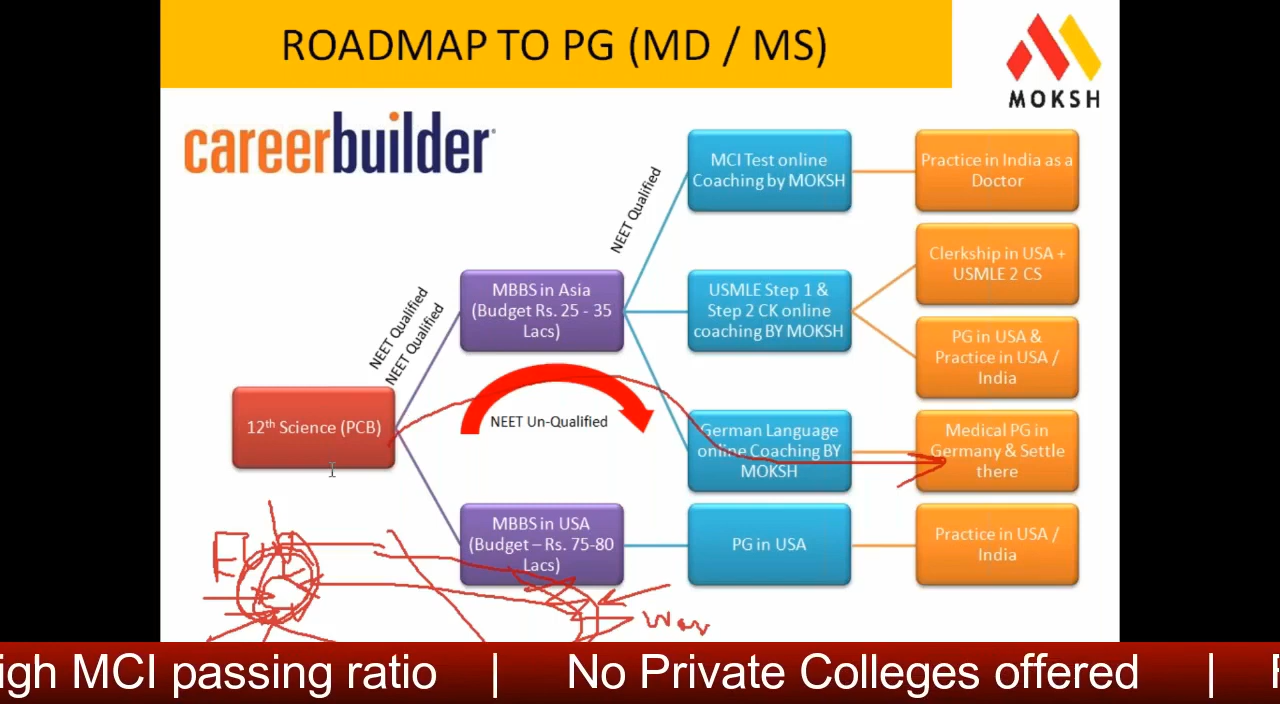 ROADMAP TO PG (MD / MS)
MOKSH
careerbuilder
NEET Qualified
NEET Qualified
NEET Qualified
12th Science (PCB)
MBBS in Asia
(Budget Rs. 25 - 35
Lacs)
NEET Un-Qualified
MBBS in USA
(Budget – Rs. 75-80
Lacs)
MCI Test online
Coaching by MOKSH
USMLE Step 1 &
Step 2 CK online
coaching BY MOKSH
German Language
online Coaching BY
MOKSH
PG in USA
Practice in India as a
Doctor
Clerkship in USA +
USMLE 2 CS
PG in USA &
Practice in USA /
India
Medical PG in
Germany & Settle
there
Practice in USA /
India
igh MCI passing ratio | No Private Colleges offered |